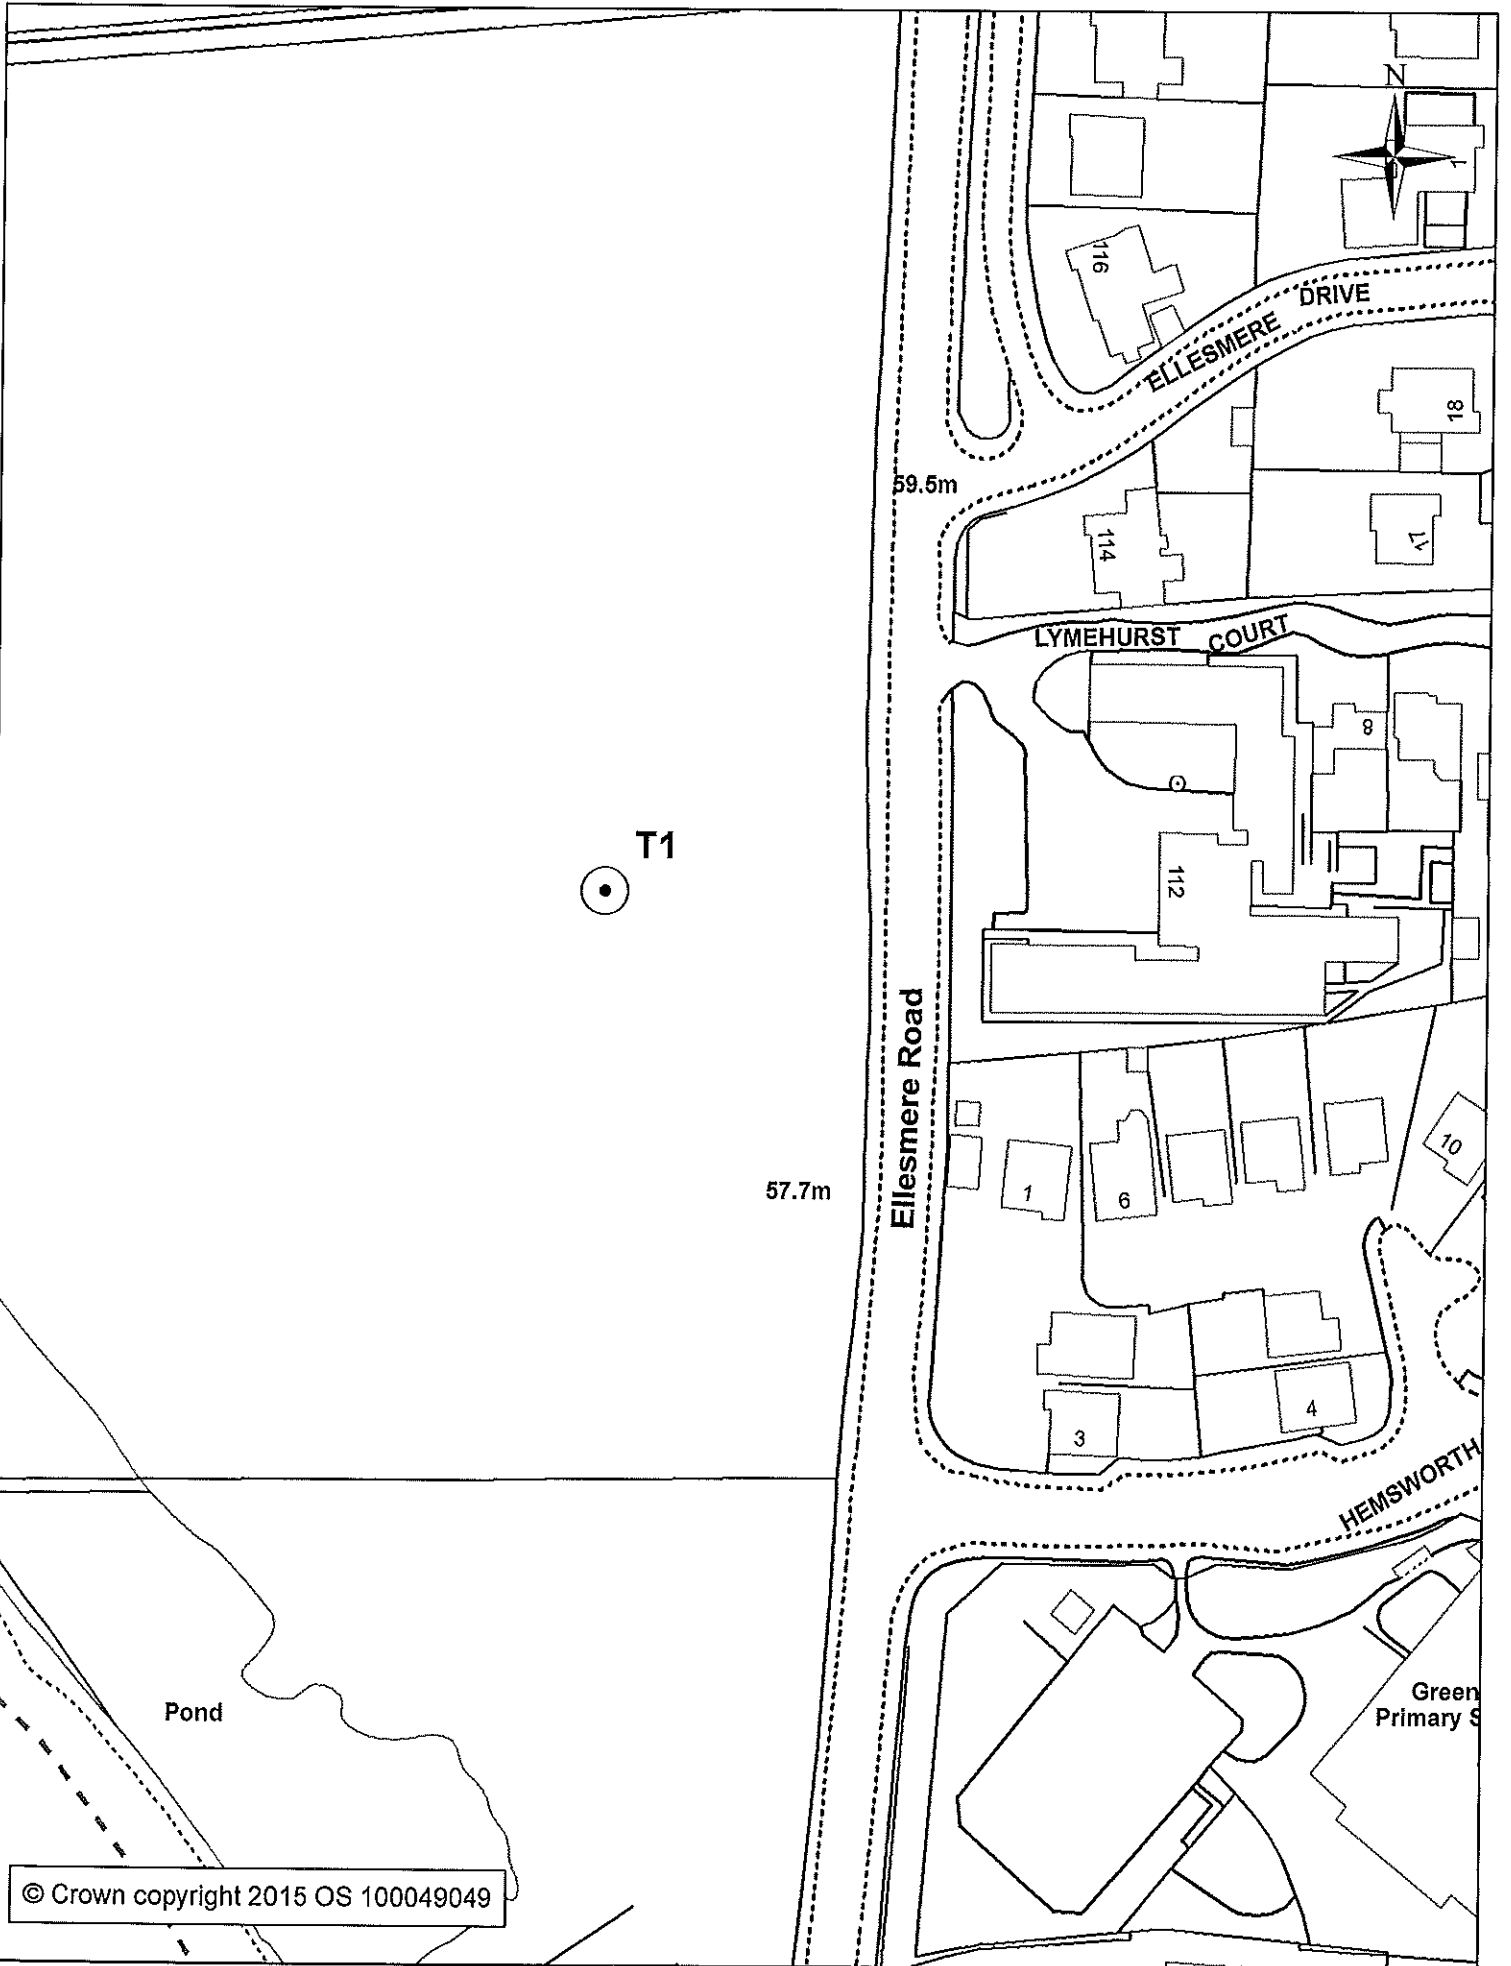 N
1
116
DRIVE
ELLESMERE
18
59.5m
114
17
LYMEHURST COURT
8
T1
112
Ellesmere Road
10
57.7m
1
6
4
3
HEMSWORTH
Green
Primary S
Pond
© Crown copyright 2015 OS 100049049